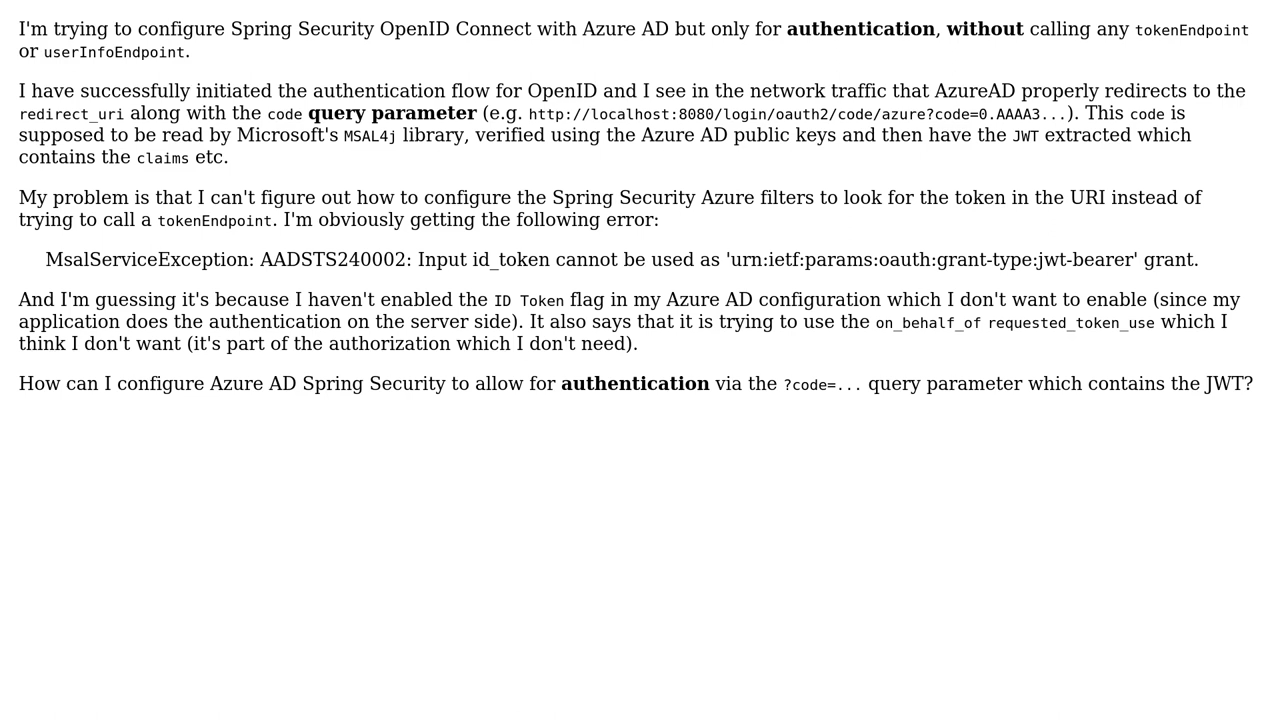 I'm trying to configure Spring Security OpenID Connect with Azure AD but only for authentication, without calling any tokenEndpoint
or userInfoEndpoint.
I have successfully initiated the authentication flow for OpenID and I see in the network traffic that AzureAD properly redirects to the
redirect_uri along with the code query parameter (e.g. http://localhost:8080/login/oauth2/code/azure?code=0.AAAA3...). This code is
supposed to be read by Microsoft's MSAL4j library, verified using the Azure AD public keys and then have the JWT extracted which
contains the claims etc.
My problem is that I can't figure out how to configure the Spring Security Azure filters to look for the token in the URI instead of
trying to call a tokenEndpoint. I'm obviously getting the following error:
MsalServiceException: AADSTS240002: Input id_token cannot be used as 'urn:ietf:params:oauth:grant-type:jwt-bearer' grant.
And I'm guessing it's because I haven't enabled the ID Token flag in my Azure AD configuration which I don't want to enable (since my
application does the authentication on the server side). It also says that it is trying to use the on_behalf_of requested_token_use which I
think I don't want (it's part of the authorization which I don't need).
How can I configure Azure AD Spring Security to allow for authentication via the ?code=... query parameter which contains the JWT?